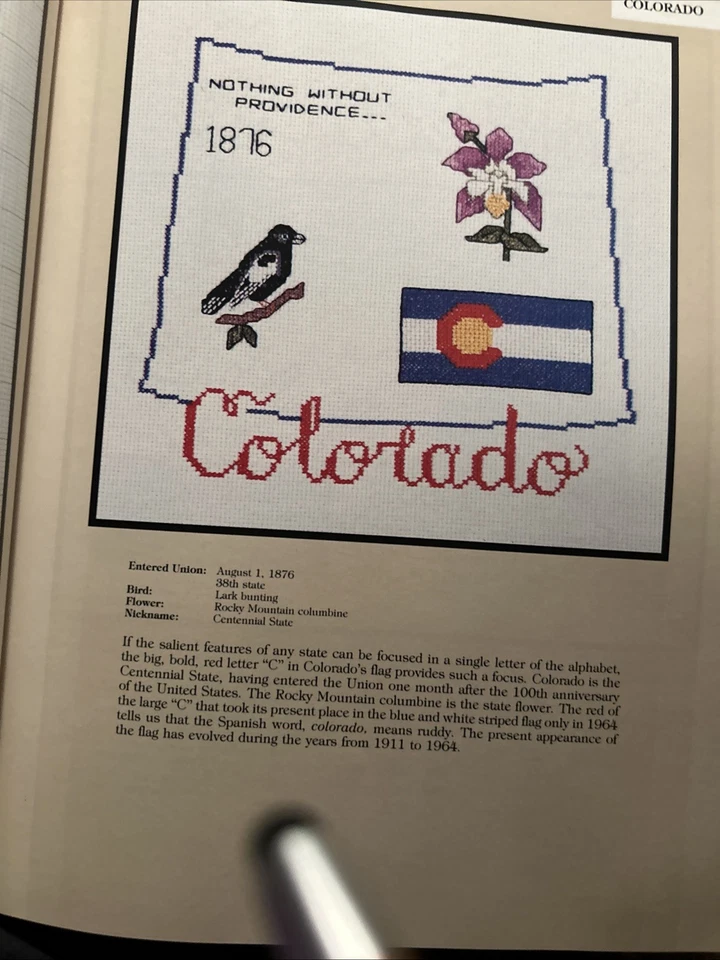 COLORADO
NOTHING WITHOUT
PROVIDENCE...
1876
Colorado
Entered Union: August 1, 1876
38th state
Bird: Lark bunting
Flower: Rocky Mountain columbine
Nickname: Centennial State
If the salient features of any state can be focused in a single letter of the alphabet,
the big, bold, red letter “C” in Colorado’s flag provides such a focus. Colorado is the
Centennial State, having entered the Union one month after the 100th anniversary
of the United States. The Rocky Mountain columbine is the state flower. The red of
the large “C” that took its present place in the blue and white striped flag only in 1964
tells us that the Spanish word, colorado, means ruddy. The present appearance of
the flag has evolved during the years from 1911 to 1964.